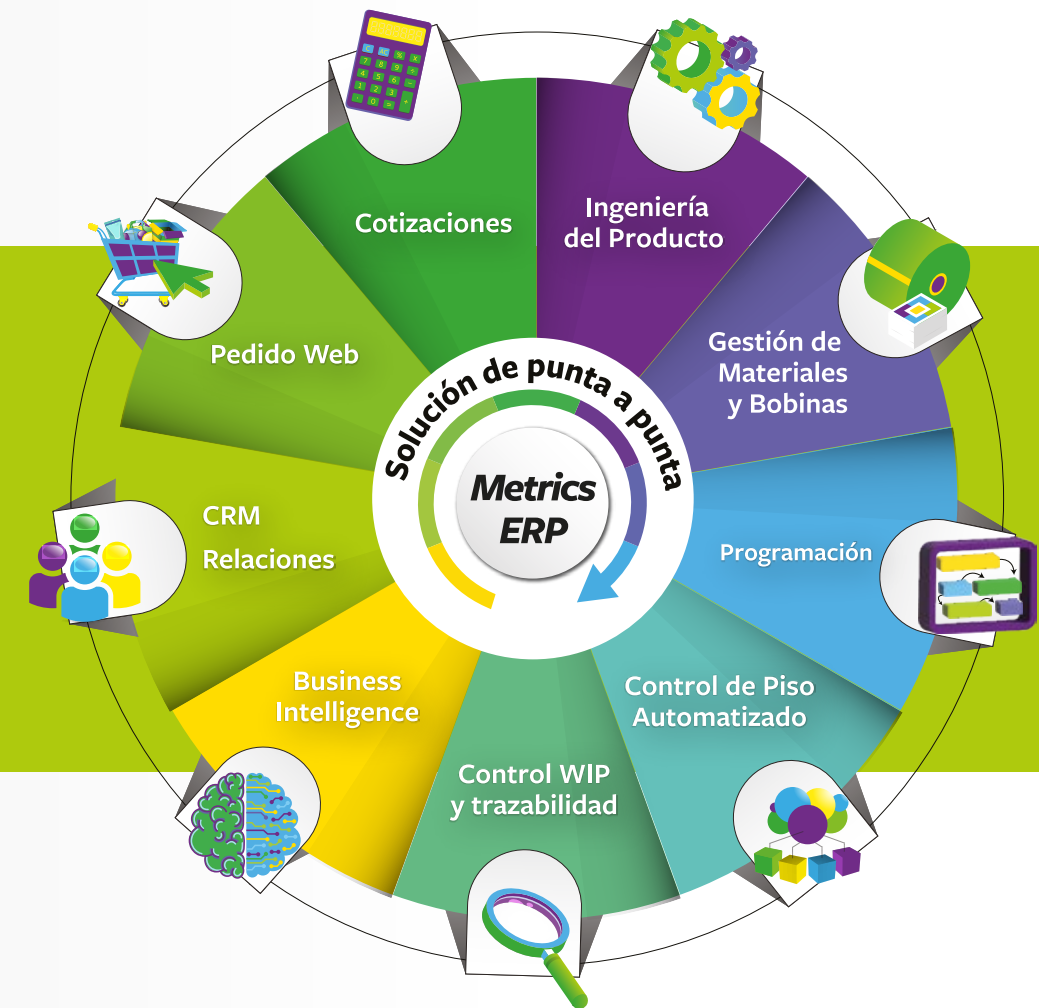 Cotizaciones
Ingeniería
del Producto
Gestión de
Materiales
y Bobinas
Programación
Control de Piso
Automatizado
Control WIP
y trazabilidad
Business
Intelligence
CRM
Relaciones
Pedido Web
Solución de punta a punta
Metrics
ERP